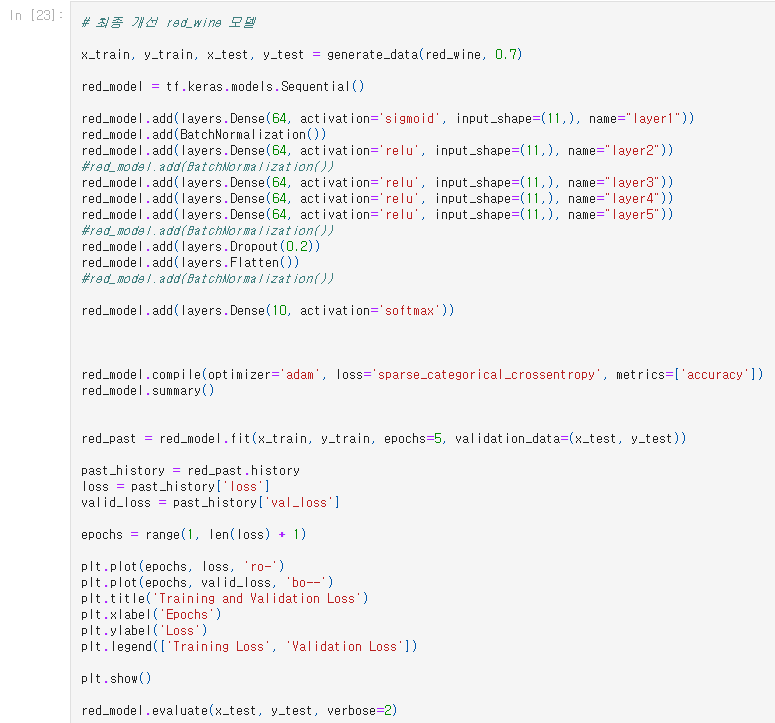 In [23]:
# 최종 개선 red_wine 모델
x_train, y_train, x_test, y_test = generate_data(red_wine, 0.7)
red_model = tf.keras.models.Sequential()
red_model.add(layers.Dense(64, activation='sigmoid', input_shape=(11,), name="layer1"))
red_model.add(BatchNormalization())
red_model.add(layers.Dense(64, activation='relu', input_shape=(11,), name="layer2"))
#red_model.add(BatchNormalization())
red_model.add(layers.Dense(64, activation='relu', input_shape=(11,), name="layer3"))
red_model.add(layers.Dense(64, activation='relu', input_shape=(11,), name="layer4"))
red_model.add(layers.Dense(64, activation='relu', input_shape=(11,), name="layer5"))
#red_model.add(BatchNormalization())
red_model.add(layers.Dropout(0.2))
red_model.add(layers.Flatten())
#red_model.add(BatchNormalization())
red_model.add(layers.Dense(10, activation='softmax'))
red_model.compile(optimizer='adam', loss='sparse_categorical_crossentropy', metrics=['accuracy'])
red_model.summary()
red_past = red_model.fit(x_train, y_train, epochs=5, validation_data=(x_test, y_test))
past_history = red_past.history
loss = past_history['loss']
valid_loss = past_history['val_loss']
epochs = range(1, len(loss) + 1)
plt.plot(epochs, loss, 'ro-')
plt.plot(epochs, valid_loss, 'bo--')
plt.title('Training and Validation Loss')
plt.xlabel('Epochs')
plt.ylabel('Loss')
plt.legend(['Training Loss', 'Validation Loss'])
plt.show()
red_model.evaluate(x_test, y_test, verbose=2)